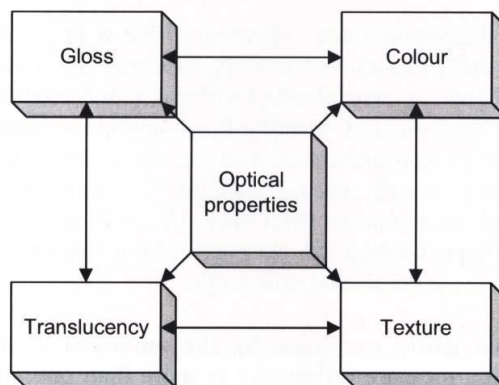 Gloss
Colour
Optical
properties
Translucency
Texture